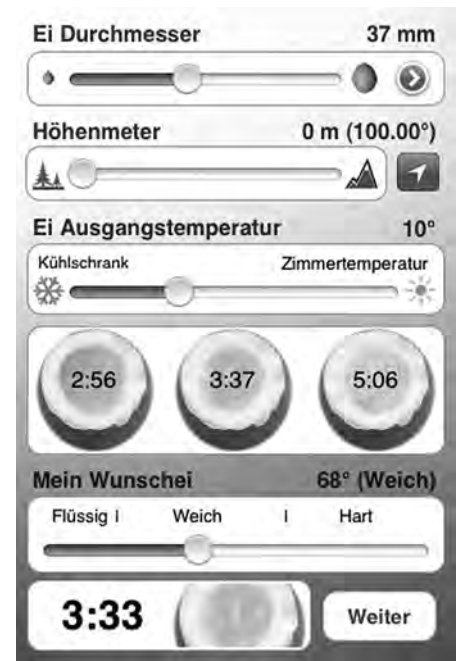 Ei Durchmesser 37 mm
Höhenmeter 0 m (100.00°)
Ei Ausgangstemperatur 10°
Kühlschrank Zimmertemperatur
2:56 3:37 5:06
Mein Wunschei 68° (Weich)
Flüssig I Weich I Hart
3:33 Weiter